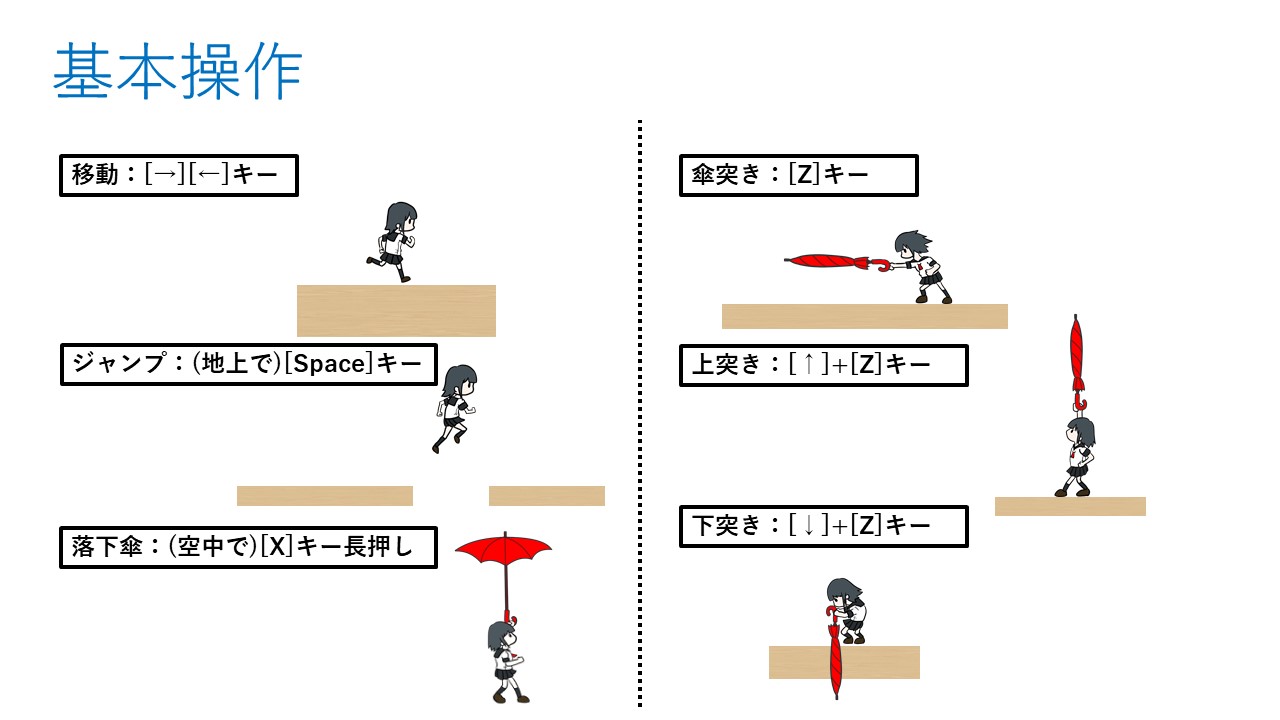 基本操作
移動：[→][←]キー
ジャンプ：(地上で)[Space]キー
落下傘：(空中で)[X]キー長押し
傘突き：[Z]キー
上突き：[↑]+[Z]キー
下突き：[↓]+[Z]キー